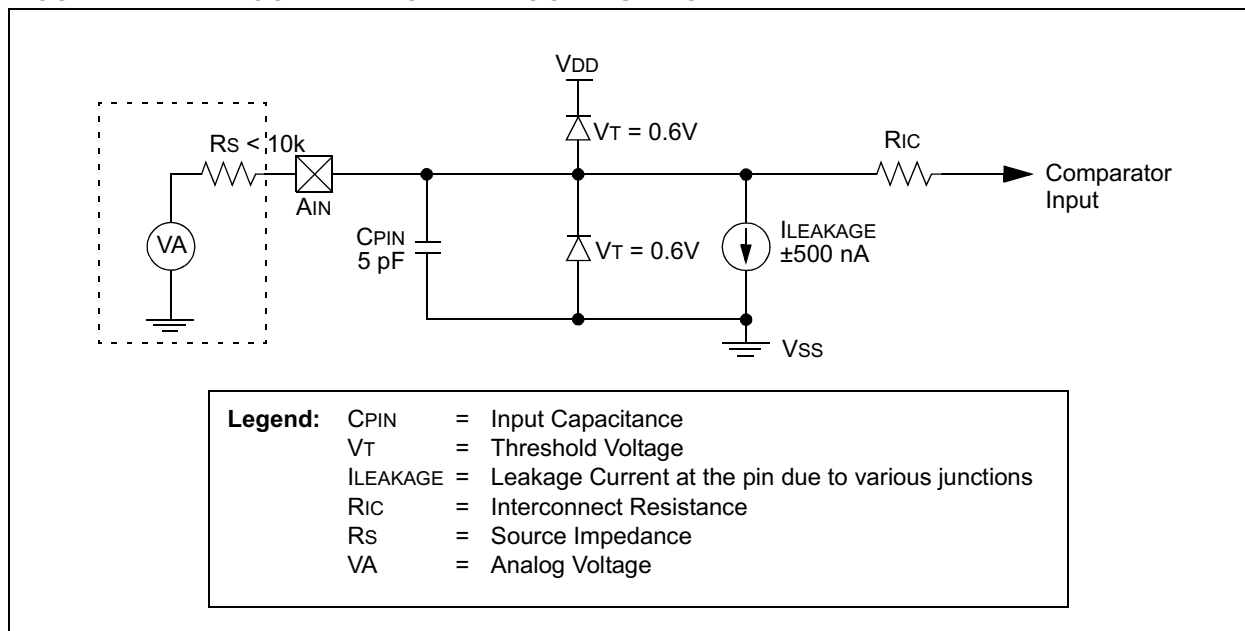 VDD
VT = 0.6V
RS < 10k
RIC
AIN
Comparator
Input
VA
CPIN
5 pF
VT = 0.6V
ILEAKAGE
±500 nA
VSS
Legend: CPIN = Input Capacitance
VT = Threshold Voltage
ILEAKAGE = Leakage Current at the pin due to various junctions
RIC = Interconnect Resistance
RS = Source Impedance
VA = Analog Voltage